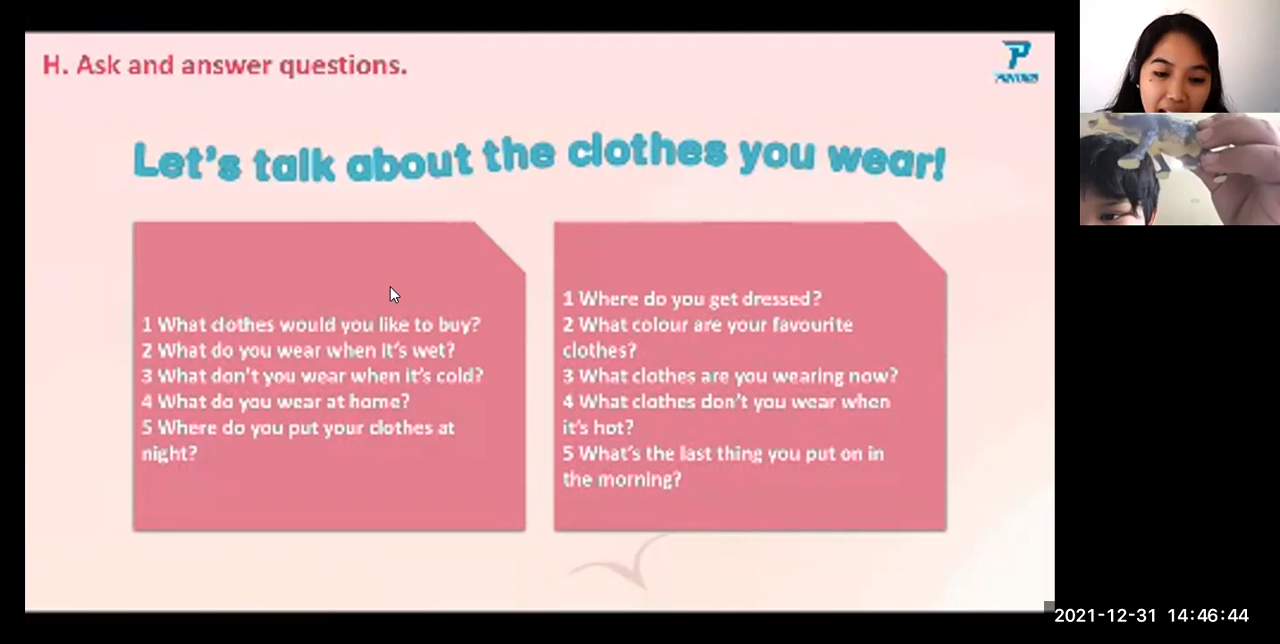 H. Ask and answer questions.
Let's talk about the clothes you wear!
1 What clothes would you like to buy?
2 What do you wear when it's wet?
3 What don't you wear when it's cold?
4 What do you wear at home?
5 Where do you put your clothes at
night?
1 Where do you get dressed?
2 What colour are your favourite
clothes?
3 What clothes are you wearing now?
4 What clothes don't you wear when
it's hot?
5 What's the last thing you put on in
the morning?
2021-12-31 14:46:44